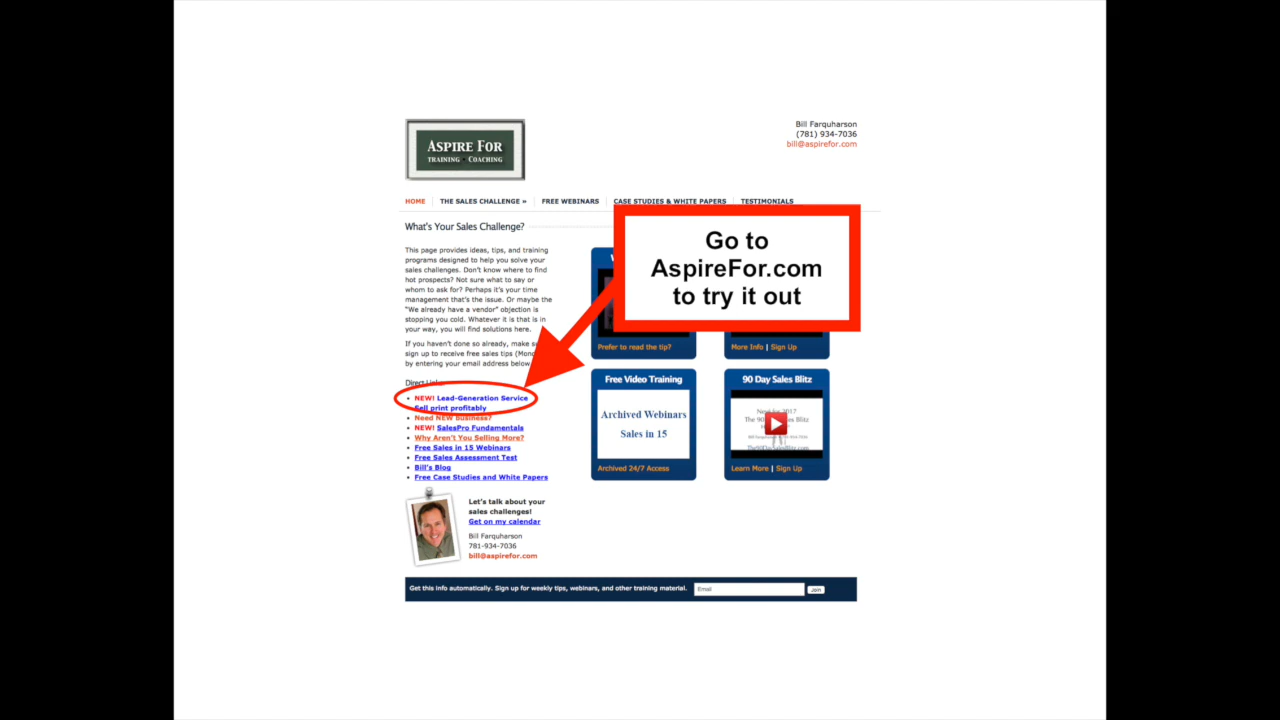 ASPIRE FOR
TRAINING • COACHING
Bill Farquharson
(781) 934-7036
bill@aspirefor.com
HOME
THE SALES CHALLENGE »
FREE WEBINARS
CASE STUDIES & WHITE PAPERS
TESTIMONIALS
What's Your Sales Challenge?
This page provides ideas, tips, and training
programs designed to help you solve your
sales challenges. Don't know where to find
hot prospects? Not sure what to say or
whom to ask for? Perhaps it's your time
management that's the issue. Or maybe the
"We already have a vendor" objection is
stopping you cold. Whatever it is that is in
your way, you will find solutions here.
If you haven't done so already, make
sign up to receive free sales tips
by entering your email address below
Direct
NEW! Lead-Generation Service
Sell print profitably
Need NEW business?
NEW! SalesPro Fundamentals
Why Aren't You Selling More?
Free Sales in 15 Webinars
Free Sales Assessment Test
Bill's Blog
Free Case Studies and White Papers
Go to
AspireFor.com
to try it out
Prefer to read the tip?
More Info | Sign Up
Free Video Training
Archived Webinars
Sales in 15
Archived 24/7 Access
90 Day Sales Blitz
The 90
Learn More | Sign Up
Let's talk about your
sales challenges!
Get on my calendar
Bill Farquharson
781-934-7036
bill@aspirefor.com
Get this info automatically. Sign up for weekly tips, webinars, and other training material.
Email
Join